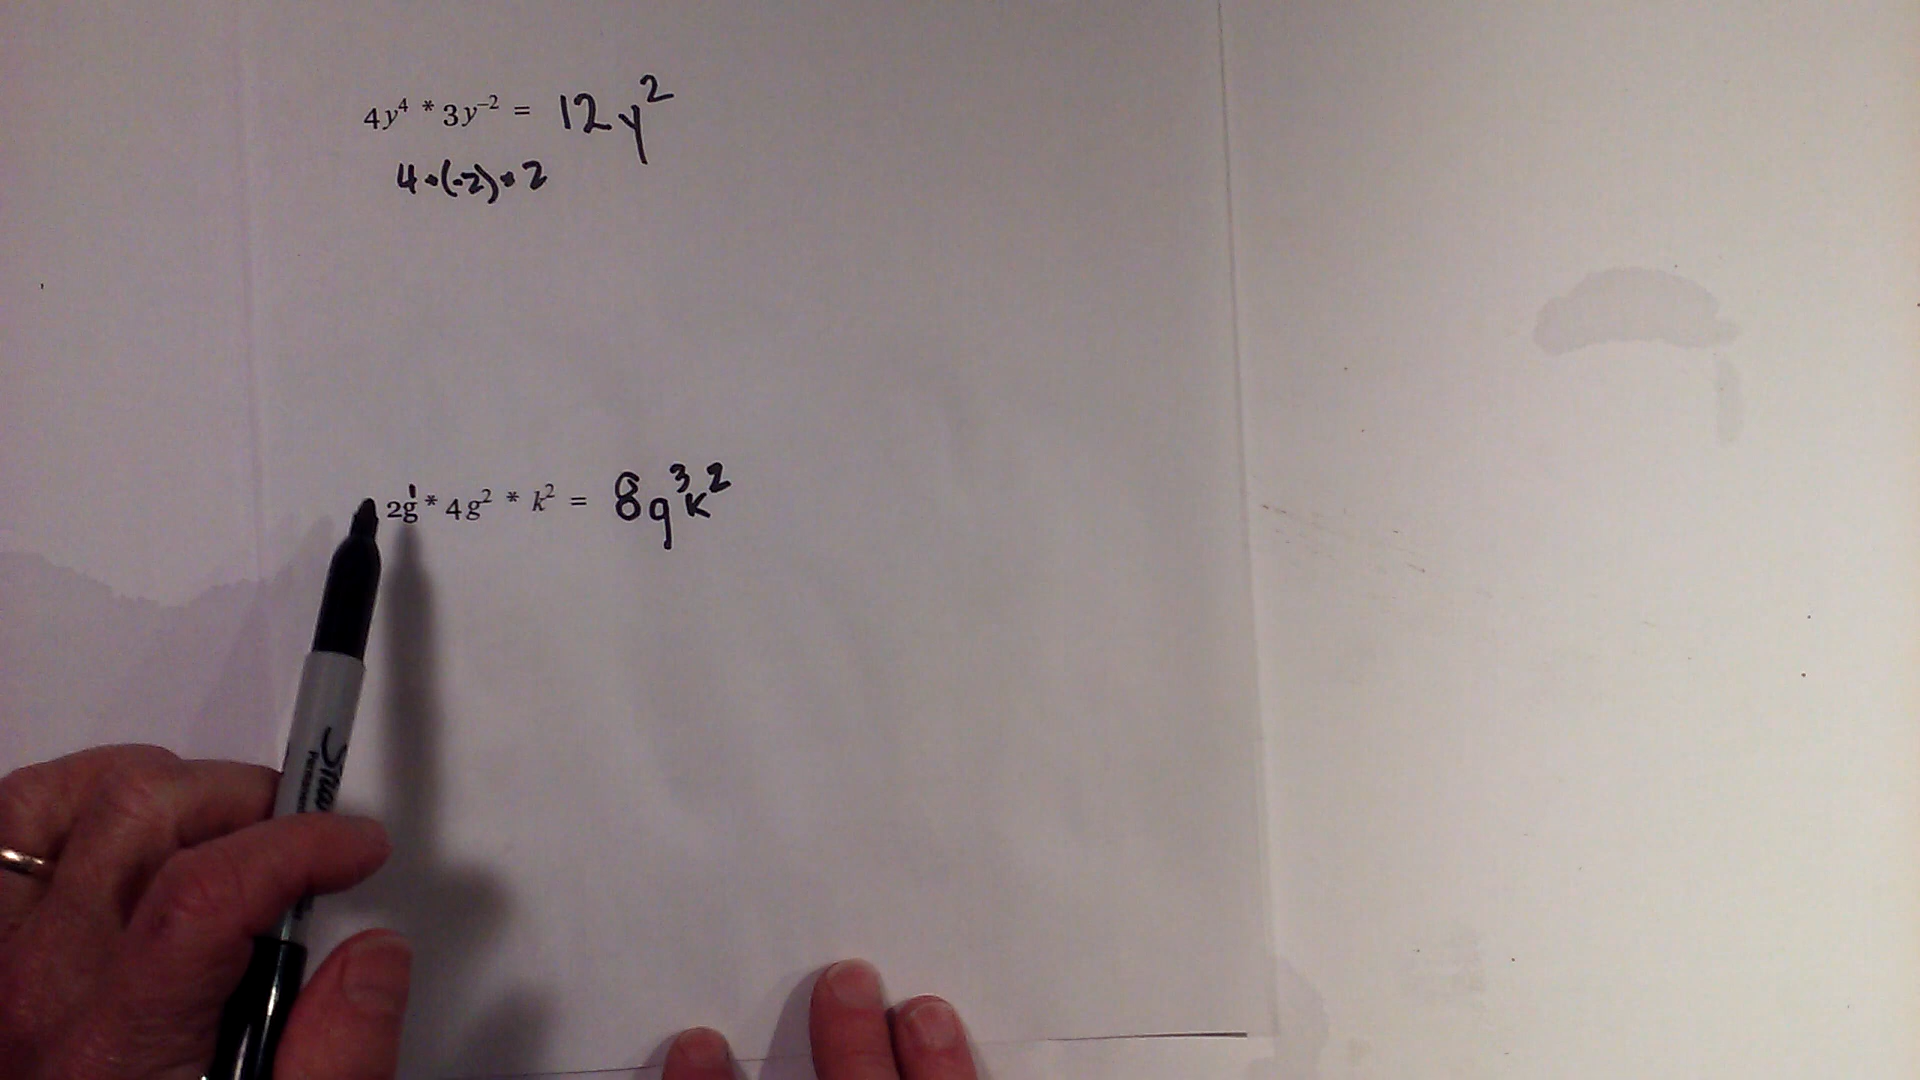 4y⁴ * 3y⁻² = 12y²
4·(-2)·2
2g¹ * 4g² * k² = 8g³k²